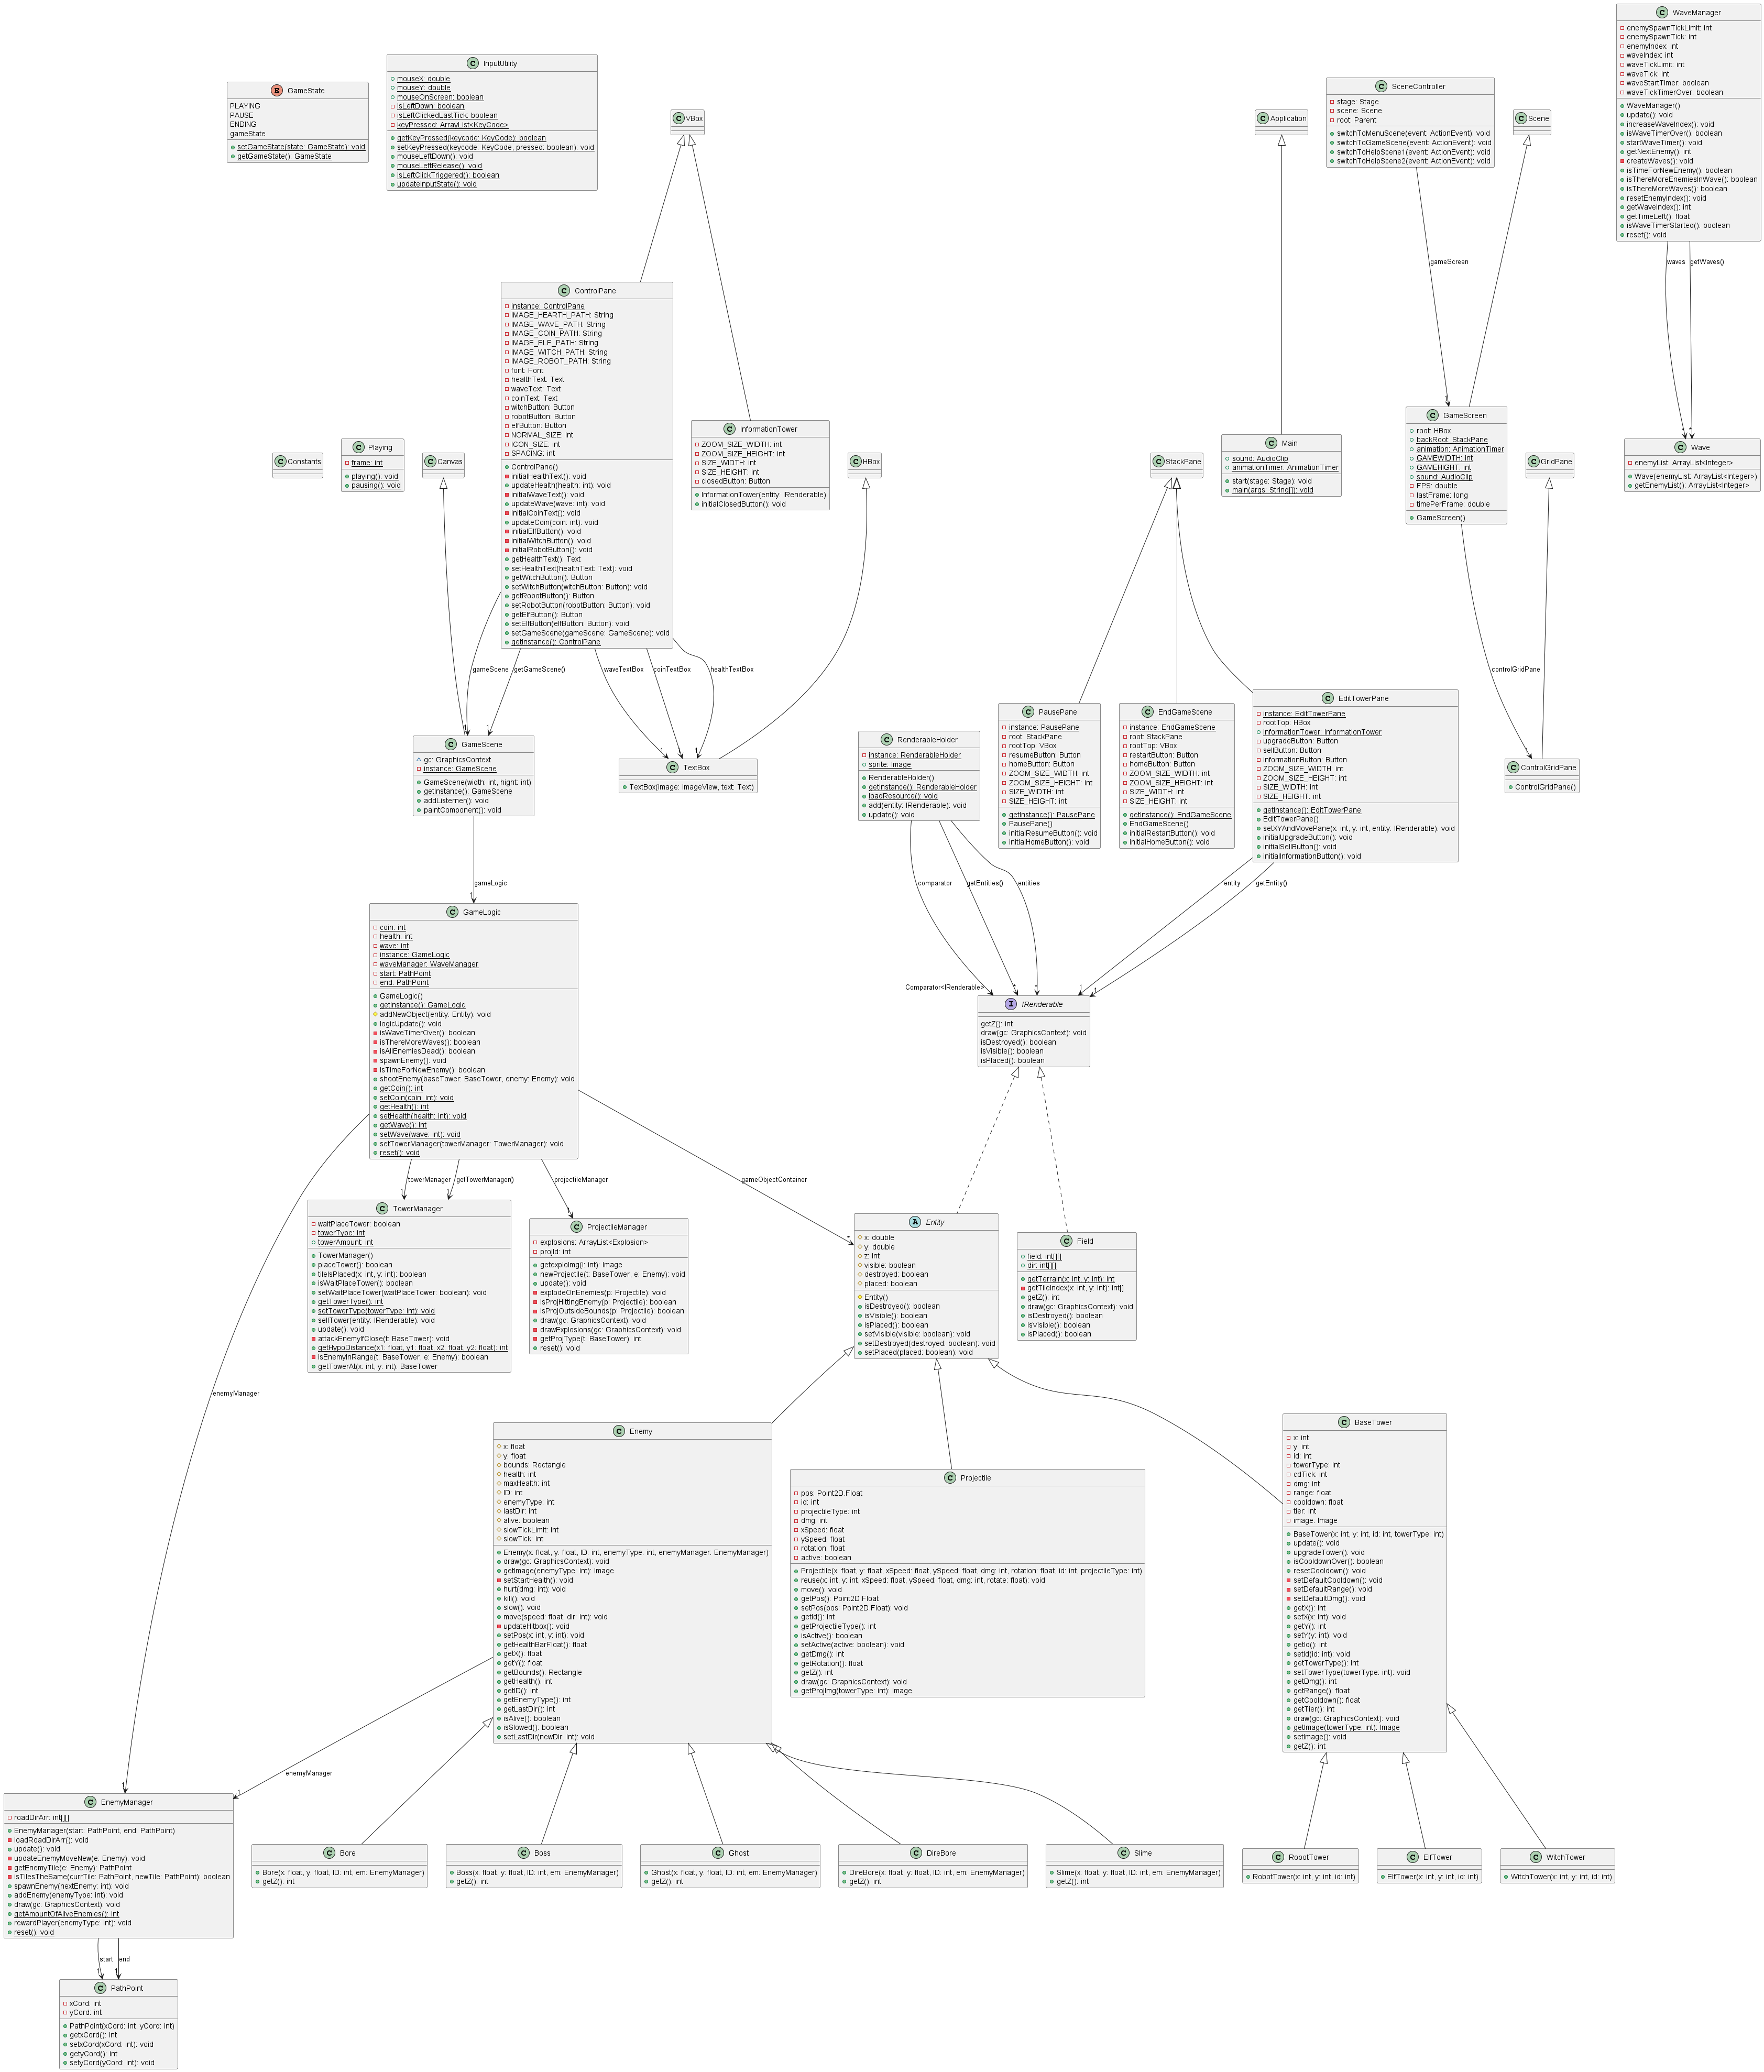 WaveManager
enemySpawnTickLimit: int
enemySpawnTick: int
enemyIndex: int
waveIndex: int
waveTickLimit: int
waveTick: int
waveStartTimer: boolean
waveTickTimerOver: boolean
WaveManager()
update(): void
increaseWaveIndex(): void
isWaveTimerOver(): boolean
startWaveTimer(): void
getNextEnemy(): int
createWaves(): void
isTimeForNewEnemy(): boolean
isThereMoreEnemiesInWave(): boolean
isThereMoreWaves(): boolean
resetEnemyIndex(): void
getWaveIndex(): int
getTimeLeft(): float
isWaveTimerStarted(): boolean
reset(): void
GameState
PLAYING
PAUSE
ENDING
gameState
setGameState(state: GameState): void
getGameState(): GameState
InputUtility
mouseX: double
mouseY: double
mouseOnScreen: boolean
isLeftDown: boolean
isLeftClickedLastTick: boolean
keyPressed: ArrayList<KeyCode>
getKeyPressed(keycode: KeyCode): boolean
setKeyPressed(keycode: KeyCode, pressed: boolean): void
mouseLeftDown(): void
mouseLeftRelease(): void
isLeftClickTriggered(): boolean
updateInputState(): void
VBox
Application
SceneController
stage: Stage
scene: Scene
root: Parent
switchToMenuScene(event: ActionEvent): void
switchToGameScene(event: ActionEvent): void
switchToHelpScene1(event: ActionEvent): void
switchToHelpScene2(event: ActionEvent): void
Scene
gameScreen
1
waves
getWaves()
*
*
Constants
Playing
frame: int
playing(): void
pausing(): void
Canvas
ControlPane
instance: ControlPane
IMAGE_HEARTH_PATH: String
IMAGE_WAVE_PATH: String
IMAGE_COIN_PATH: String
IMAGE_ELF_PATH: String
IMAGE_WITCH_PATH: String
IMAGE_ROBOT_PATH: String
font: Font
healthText: Text
waveText: Text
coinText: Text
witchButton: Button
robotButton: Button
elfButton: Button
NORMAL_SIZE: int
ICON_SIZE: int
SPACING: int
ControlPane()
initialHealthText(): void
updateHealth(health: int): void
initialWaveText(): void
updateWave(wave: int): void
initialCoinText(): void
updateCoin(coin: int): void
initialElfButton(): void
initialWitchButton(): void
initialRobotButton(): void
getHealthText(): Text
setHealthText(healthText: Text): void
getWitchButton(): Button
setWitchButton(witchButton: Button): void
getRobotButton(): Button
setRobotButton(robotButton: Button): void
getElfButton(): Button
setElfButton(elfButton: Button): void
setGameScene(gameScene: GameScene): void
getInstance(): ControlPane
InformationTower
ZOOM_SIZE_WIDTH: int
ZOOM_SIZE_HEIGHT: int
SIZE_WIDTH: int
SIZE_HEIGHT: int
closedButton: Button
InformationTower(entity: IRenderable)
initialClosedButton(): void
HBox
StackPane
Main
sound: AudioClip
animationTimer: AnimationTimer
start(stage: Stage): void
main(args: String[]): void
GameScreen
root: HBox
backRoot: StackPane
animation: AnimationTimer
GAMEWIDTH: int
GAMEHIGHT: int
sound: AudioClip
FPS: double
lastFrame: long
timePerFrame: double
GameScreen()
GridPane
Wave
enemyList: ArrayList<Integer>
Wave(enemyList: ArrayList<Integer>)
getEnemyList(): ArrayList<Integer>
gameScene
getGameScene()
waveTextBox
coinTextBox
healthTextBox
controlGridPane
1
1
1
1
1
1
GameScene
gc: GraphicsContext
instance: GameScene
GameScene(width: int, hight: int)
getInstance(): GameScene
addListerner(): void
paintComponent(): void
TextBox
TextBox(image: ImageView, text: Text)
RenderableHolder
instance: RenderableHolder
sprite: Image
RenderableHolder()
getInstance(): RenderableHolder
loadResource(): void
add(entity: IRenderable): void
update(): void
PausePane
instance: PausePane
root: StackPane
rootTop: VBox
resumeButton: Button
homeButton: Button
ZOOM_SIZE_WIDTH: int
ZOOM_SIZE_HEIGHT: int
SIZE_WIDTH: int
SIZE_HEIGHT: int
getInstance(): PausePane
PausePane()
initialResumeButton(): void
initialHomeButton(): void
EndGameScene
instance: EndGameScene
root: StackPane
rootTop: VBox
restartButton: Button
homeButton: Button
ZOOM_SIZE_WIDTH: int
ZOOM_SIZE_HEIGHT: int
SIZE_WIDTH: int
SIZE_HEIGHT: int
getInstance(): EndGameScene
EndGameScene()
initialRestartButton(): void
initialHomeButton(): void
EditTowerPane
instance: EditTowerPane
rootTop: HBox
informationTower: InformationTower
upgradeButton: Button
sellButton: Button
informationButton: Button
ZOOM_SIZE_WIDTH: int
ZOOM_SIZE_HEIGHT: int
SIZE_WIDTH: int
SIZE_HEIGHT: int
getInstance(): EditTowerPane
EditTowerPane()
setXYAndMovePane(x: int, y: int, entity: IRenderable): void
initialUpgradeButton(): void
initialSellButton(): void
initialInformationButton(): void
ControlGridPane
ControlGridPane()
gameLogic
1
comparator
getEntities()
entities
entity
getEntity()
Comparator<IRenderable>
*
*
1
1
GameLogic
coin: int
health: int
wave: int
instance: GameLogic
waveManager: WaveManager
start: PathPoint
end: PathPoint
GameLogic()
getInstance(): GameLogic
addNewObject(entity: Entity): void
logicUpdate(): void
isWaveTimerOver(): boolean
isThereMoreWaves(): boolean
isAllEnemiesDead(): boolean
spawnEnemy(): void
isTimeForNewEnemy(): boolean
shootEnemy(baseTower: BaseTower, enemy: Enemy): void
getCoin(): int
setCoin(coin: int): void
getHealth(): int
setHealth(health: int): void
getWave(): int
setWave(wave: int): void
setTowerManager(towerManager: TowerManager): void
reset(): void
IRenderable
getZ(): int
draw(gc: GraphicsContext): void
isDestroyed(): boolean
isVisible(): boolean
isPlaced(): boolean
towerManager
getTowerManager()
projectileManager
gameObjectContainer
1
1
1
*
TowerManager
waitPlaceTower: boolean
towerType: int
towerAmount: int
TowerManager()
placeTower(): boolean
tileIsPlaced(x: int, y: int): boolean
isWaitPlaceTower(): boolean
setWaitPlaceTower(waitPlaceTower: boolean): void
getTowerType(): int
setTowerType(towerType: int): void
sellTower(entity: IRenderable): void
update(): void
attackEnemyIfClose(t: BaseTower): void
getHypoDistance(x1: float, y1: float, x2: float, y2: float): int
isEnemyInRange(t: BaseTower, e: Enemy): boolean
getTowerAt(x: int, y: int): BaseTower
ProjectileManager
explosions: ArrayList<Explosion>
projId: int
getexploImg(i: int): Image
newProjectile(t: BaseTower, e: Enemy): void
update(): void
explodeOnEnemies(p: Projectile): void
isProjHittingEnemy(p: Projectile): boolean
isProjOutsideBounds(p: Projectile): boolean
draw(gc: GraphicsContext): void
drawExplosions(gc: GraphicsContext): void
getProjType(t: BaseTower): int
reset(): void
Entity
x: double
y: double
z: int
visible: boolean
destroyed: boolean
placed: boolean
Entity()
isDestroyed(): boolean
isVisible(): boolean
isPlaced(): boolean
setVisible(visible: boolean): void
setDestroyed(destroyed: boolean): void
setPlaced(placed: boolean): void
Field
field: int[][]
dir: int[][]
getTerrain(x: int, y: int): int
getTileIndex(x: int, y: int): int[]
getZ(): int
draw(gc: GraphicsContext): void
isDestroyed(): boolean
isVisible(): boolean
isPlaced(): boolean
enemyManager
Enemy
x: float
y: float
bounds: Rectangle
health: int
maxHealth: int
ID: int
enemyType: int
lastDir: int
alive: boolean
slowTickLimit: int
slowTick: int
Enemy(x: float, y: float, ID: int, enemyType: int, enemyManager: EnemyManager)
draw(gc: GraphicsContext): void
getImage(enemyType: int): Image
setStartHealth(): void
hurt(dmg: int): void
kill(): void
slow(): void
move(speed: float, dir: int): void
updateHitbox(): void
setPos(x: int, y: int): void
getHealthBarFloat(): float
getX(): float
getY(): float
getBounds(): Rectangle
getHealth(): int
getID(): int
getEnemyType(): int
getLastDir(): int
isAlive(): boolean
isSlowed(): boolean
setLastDir(newDir: int): void
Projectile
pos: Point2D.Float
id: int
projectileType: int
dmg: int
xSpeed: float
ySpeed: float
rotation: float
active: boolean
Projectile(x: float, y: float, xSpeed: float, ySpeed: float, dmg: int, rotation: float, id: int, projectileType: int)
reuse(x: int, y: int, xSpeed: float, ySpeed: float, dmg: int, rotate: float): void
move(): void
getPos(): Point2D.Float
setPos(pos: Point2D.Float): void
getId(): int
getProjectileType(): int
isActive(): boolean
setActive(active: boolean): void
getDmg(): int
getRotation(): float
getZ(): int
draw(gc: GraphicsContext): void
getProjImg(towerType: int): Image
BaseTower
x: int
y: int
id: int
towerType: int
cdTick: int
dmg: int
range: float
cooldown: float
tier: int
image: Image
BaseTower(x: int, y: int, id: int, towerType: int)
update(): void
upgradeTower(): void
isCooldownOver(): boolean
resetCooldown(): void
setDefaultCooldown(): void
setDefaultRange(): void
setDefaultDmg(): void
getX(): int
setX(x: int): void
getY(): int
setY(y: int): void
getId(): int
setId(id: int): void
getTowerType(): int
setTowerType(towerType: int): void
getDmg(): int
getRange(): float
getCooldown(): float
getTier(): int
draw(gc: GraphicsContext): void
getImage(towerType: int): Image
setImage(): void
getZ(): int
enemyManager
1
1
EnemyManager
roadDirArr: int[][]
EnemyManager(start: PathPoint, end: PathPoint)
loadRoadDirArr(): void
update(): void
updateEnemyMoveNew(e: Enemy): void
getEnemyTile(e: Enemy): PathPoint
isTilesTheSame(currTile: PathPoint, newTile: PathPoint): boolean
spawnEnemy(nextEnemy: int): void
addEnemy(enemyType: int): void
draw(gc: GraphicsContext): void
getAmountOfAliveEnemies(): int
rewardPlayer(enemyType: int): void
reset(): void
Bore
Bore(x: float, y: float, ID: int, em: EnemyManager)
getZ(): int
Boss
Boss(x: float, y: float, ID: int, em: EnemyManager)
getZ(): int
Ghost
Ghost(x: float, y: float, ID: int, em: EnemyManager)
getZ(): int
DireBore
DireBore(x: float, y: float, ID: int, em: EnemyManager)
getZ(): int
Slime
Slime(x: float, y: float, ID: int, em: EnemyManager)
getZ(): int
RobotTower
RobotTower(x: int, y: int, id: int)
ElfTower
ElfTower(x: int, y: int, id: int)
WitchTower
WitchTower(x: int, y: int, id: int)
start
end
1
1
PathPoint
xCord: int
yCord: int
PathPoint(xCord: int, yCord: int)
getxCord(): int
setxCord(xCord: int): void
getyCord(): int
setyCord(yCord: int): void